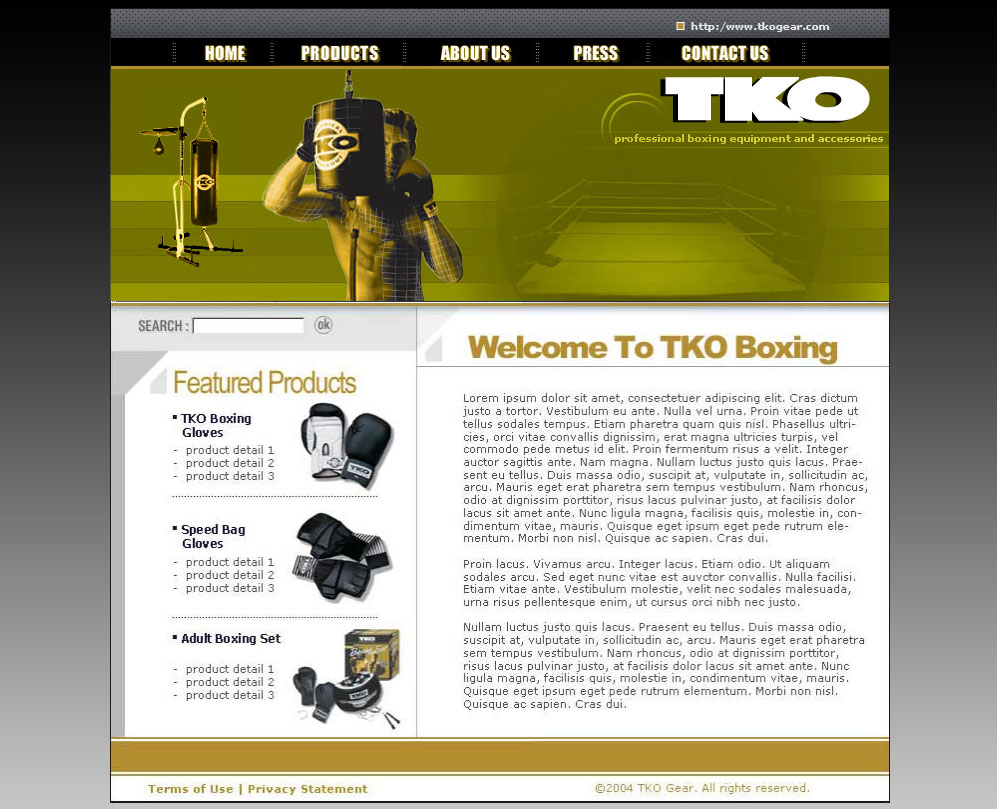 http:/www.tkogear.com
HOME
PRODUCTS
ABOUT US
PRESS
CONTACT US
TKO
professional boxing equipment and accessories
SEARCH :
ok
Featured Products
TKO Boxing
Gloves
- product detail 1
- product detail 2
- product detail 3
Speed Bag
Gloves
- product detail 1
- product detail 2
- product detail 3
Adult Boxing Set
- product detail 1
- product detail 2
- product detail 3
Welcome To TKO Boxing
Lorem ipsum dolor sit amet, consectetuer adipiscing elit. Cras dictum
justo a tortor. Vestibulum eu ante. Nulla vel urna. Proin vitae pede ut
tellus sodales tempus. Etiam pharetra quam quis nisl. Phasellus ultri-
cies, orci vitae convallis dignissim, erat magna ultricies turpis, vel
commodo pede metus id elit. Proin fermentum risus a velit. Integer
auctor sagittis ante. Nam magna. Nullam luctus justo quis lacus. Prae-
sent eu tellus. Duis massa odio, suscipit at, vulputate in, sollicitudin ac,
arcu. Mauris eget erat pharetra sem tempus vestibulum. Nam rhoncus,
odio at dignissim porttitor, risus lacus pulvinar justo, at facilisis dolor
lacus sit amet ante. Nunc ligula magna, facilisis quis, molestie in, con-
dimentum vitae, mauris. Quisque eget ipsum eget pede rutrum ele-
mentum. Morbi non nisl. Quisque ac sapien. Cras dui.
Proin lacus. Vivamus arcu. Integer lacus. Etiam odio. Ut aliquam
sodales arcu. Sed eget nunc vitae est auvctor convallis. Nulla facilisi.
Etiam vitae ante. Vestibulum molestie, velit nec sodales malesuada,
urna risus pellentesque enim, ut cursus orci nibh nec justo.
Nullam luctus justo quis lacus. Praesent eu tellus. Duis massa odio,
suscipit at, vulputate in, sollicitudin ac, arcu. Mauris eget erat pharetra
sem tempus vestibulum. Nam rhoncus, odio at dignissim porttitor,
risus lacus pulvinar justo, at facilisis dolor lacus sit amet ante. Nunc
ligula magna, facilisis quis, molestie in, condimentum vitae, mauris.
Quisque eget ipsum eget pede rutrum elementum. Morbi non nisl.
Quisque ac sapien. Cras dui.
Terms of Use | Privacy Statement
©2004 TKO Gear. All rights reserved.